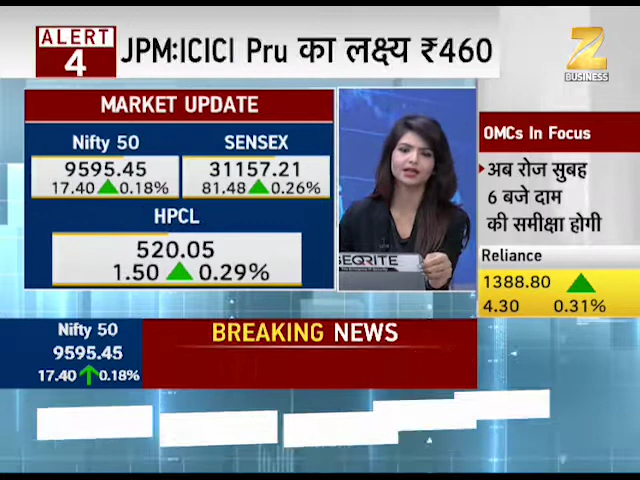 ALERT
4
JPM:ICICI Pru का लक्ष्य ₹460
Z
BUSINESS
MARKET UPDATE
Nifty 50
9595.45
17.40 ▲ 0.18%
SENSEX
31157.21
81.48 ▲ 0.26%
HPCL
520.05
1.50 ▲ 0.29%
SEQRITE
OMCs In Focus
अब रोज सुबह
6 बजे दाम
की समीक्षा होगी
Reliance
1388.80 ▲
4.30 0.31%
Nifty 50
9595.45
17.40 ↑ 0.18%
BREAKING NEWS